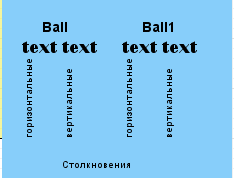 Ball Ball1
text text text text
горизонтальные вертикальные горизонтальные вертикальные
Столкновения